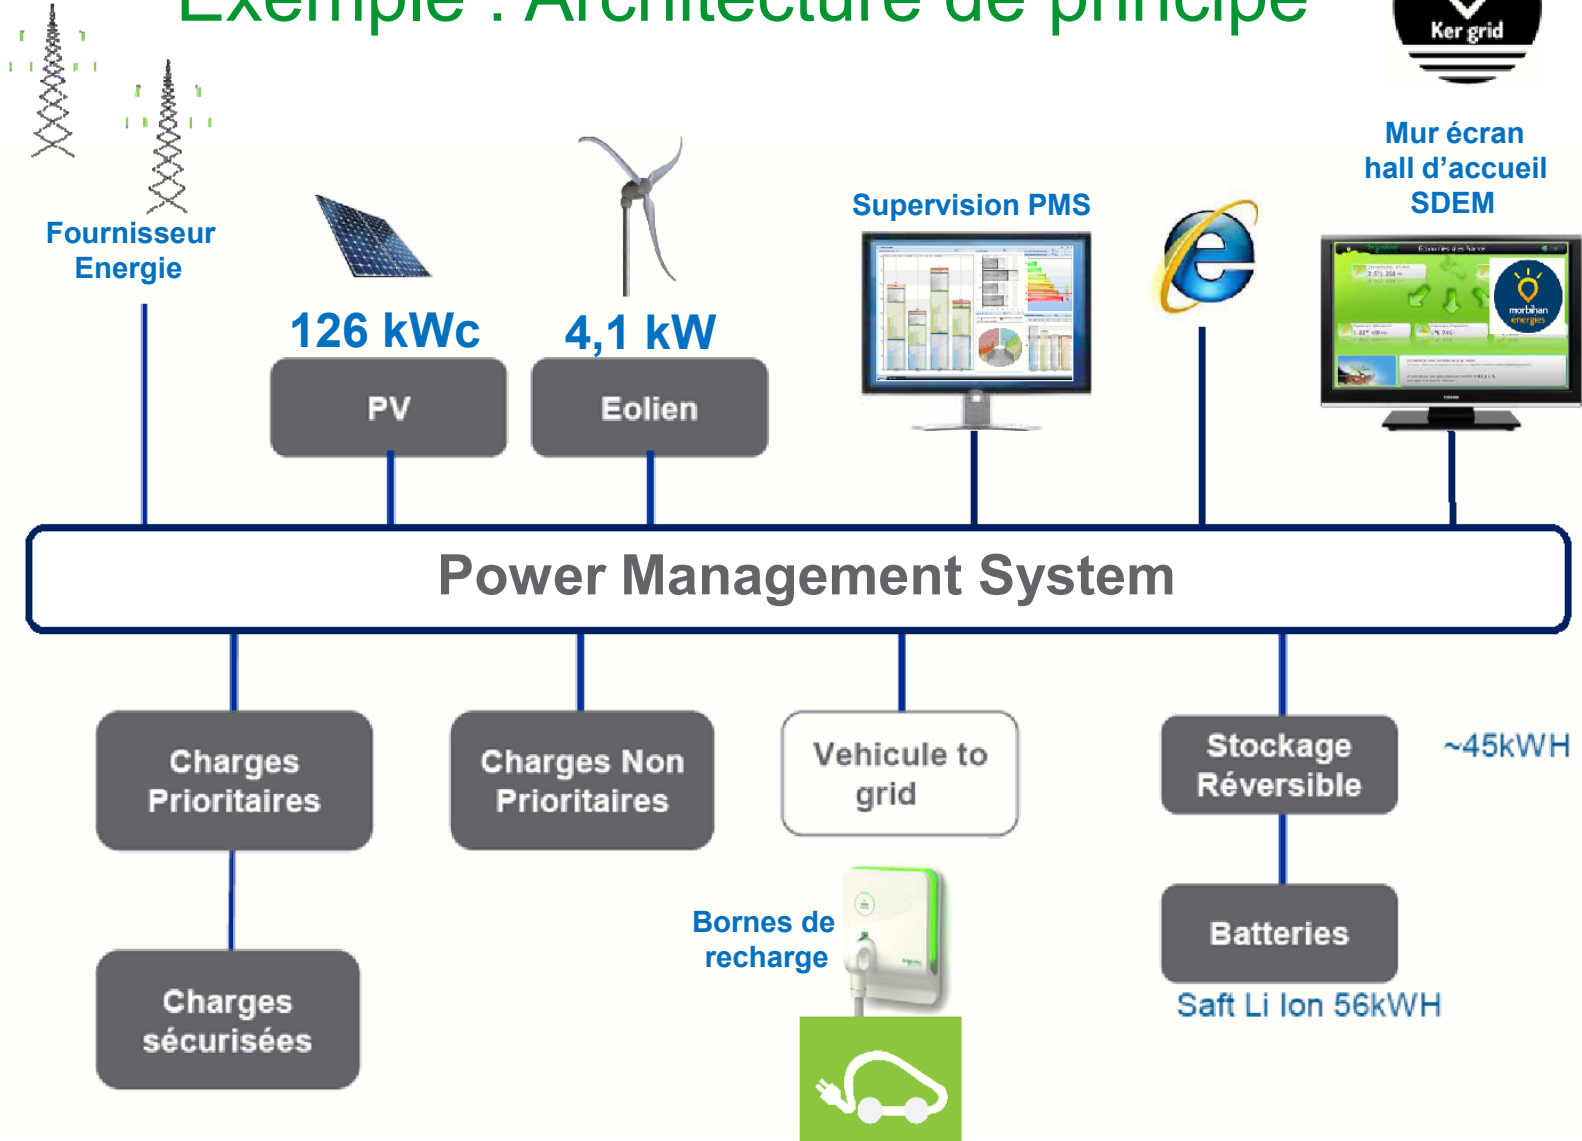 Exemple : Architecture de principe
Ker grid
Mur écran
hall d'accueil
SDEM
Supervision PMS
Fournisseur
Energie
126 kWc
4,1 kW
morbihan
energies
PV
Eolien
Power Management System
Charges
Prioritaires
Charges Non
Prioritaires
Vehicule to
grid
Stockage
Réversible
~45kWH
Bornes de
recharge
Batteries
Saft Li Ion 56kWH
Charges
sécurisées